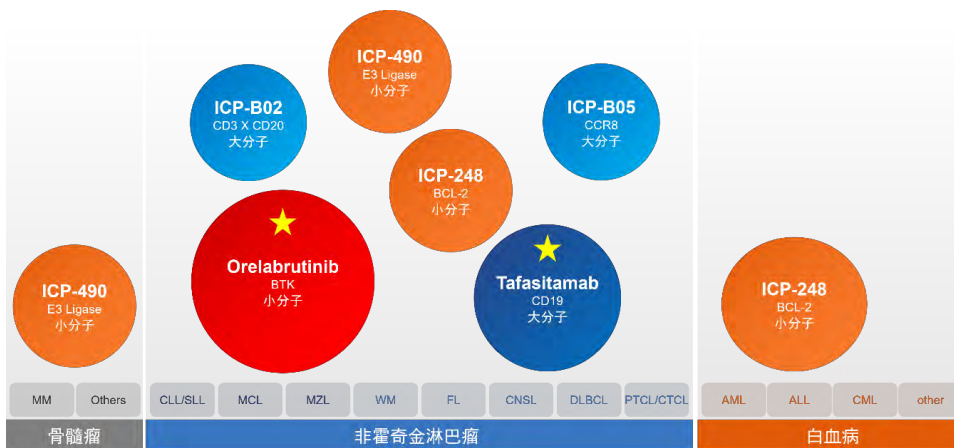 ICP-490
E3 Ligase
小分子
ICP-B02
CD3 X CD20
大分子
ICP-B05
CCR8
大分子
ICP-248
BCL-2
小分子
Orelabrutinib
BTK
小分子
Tafasitamab
CD19
大分子
ICP-490
E3 Ligase
小分子
ICP-248
BCL-2
小分子
MM Others CLL/SLL MCL MZL WM FL CNSL DLBCL PTCL/CTCL AML ALL CML other
骨髓瘤 非霍奇金淋巴瘤 白血病